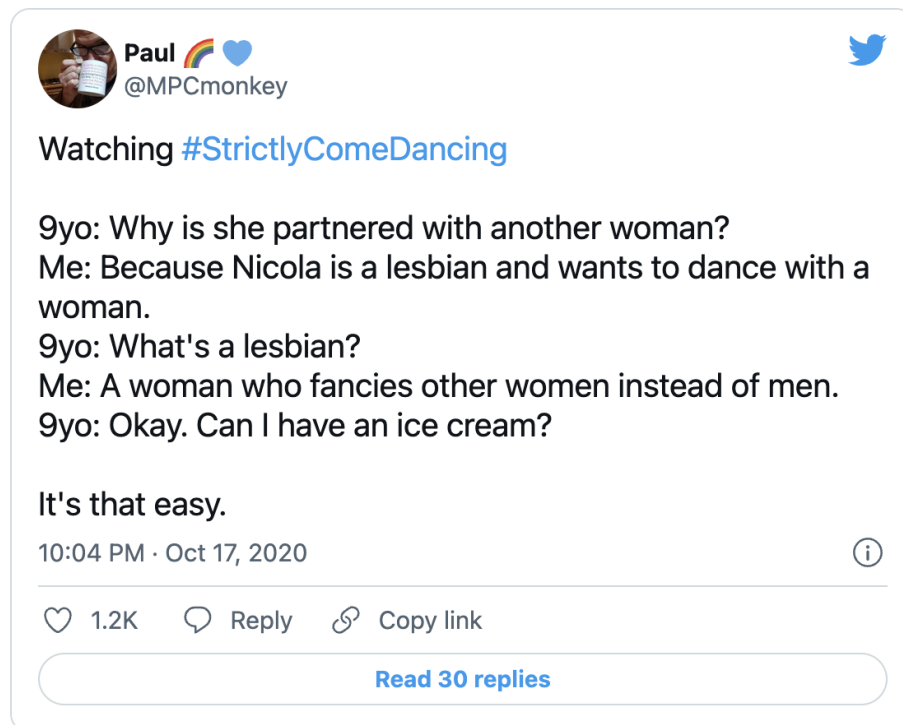 Paul 🌈💙
@MPCmonkey
Watching #StrictlyComeDancing
9yo: Why is she partnered with another woman?
Me: Because Nicola is a lesbian and wants to dance with a
woman.
9yo: What's a lesbian?
Me: A woman who fancies other women instead of men.
9yo: Okay. Can I have an ice cream?
It's that easy.
10:04 PM · Oct 17, 2020
1.2K Reply Copy link
Read 30 replies